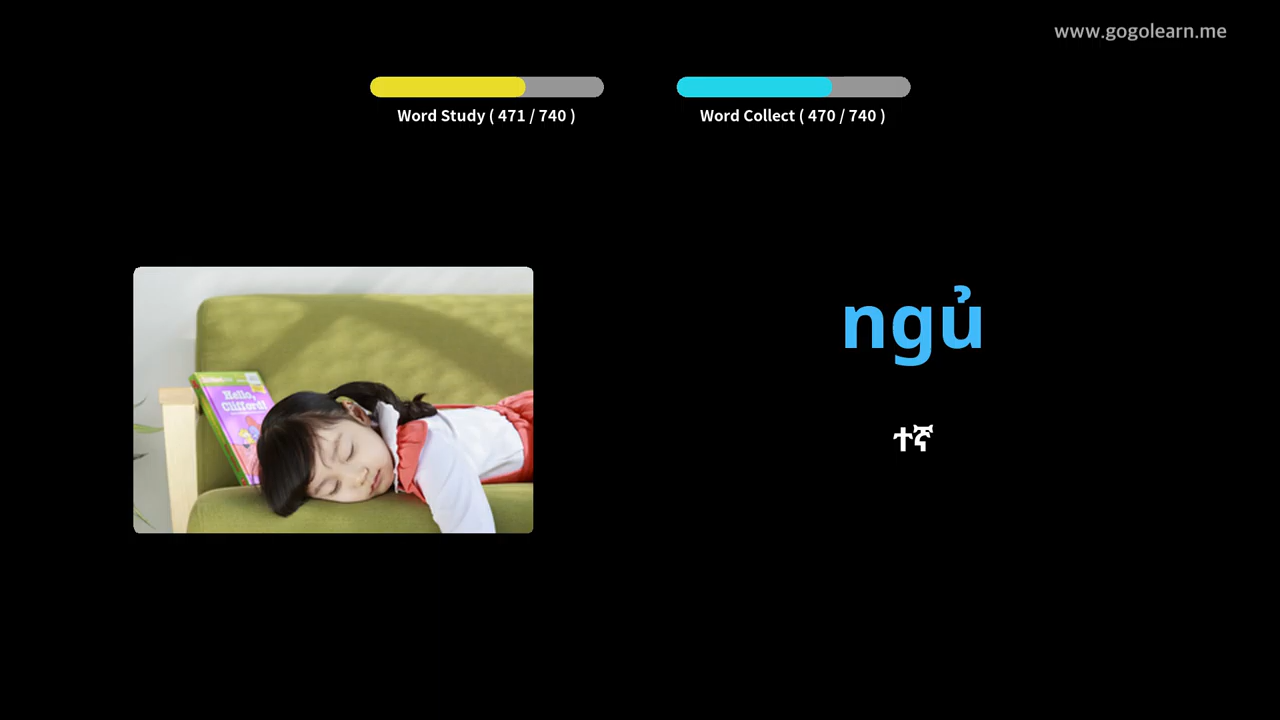 www.gogolearn.me
Word Study ( 471 / 740 )
Word Collect ( 470 / 740 )
ngủ
ተኛ
Hello,
Clifford!